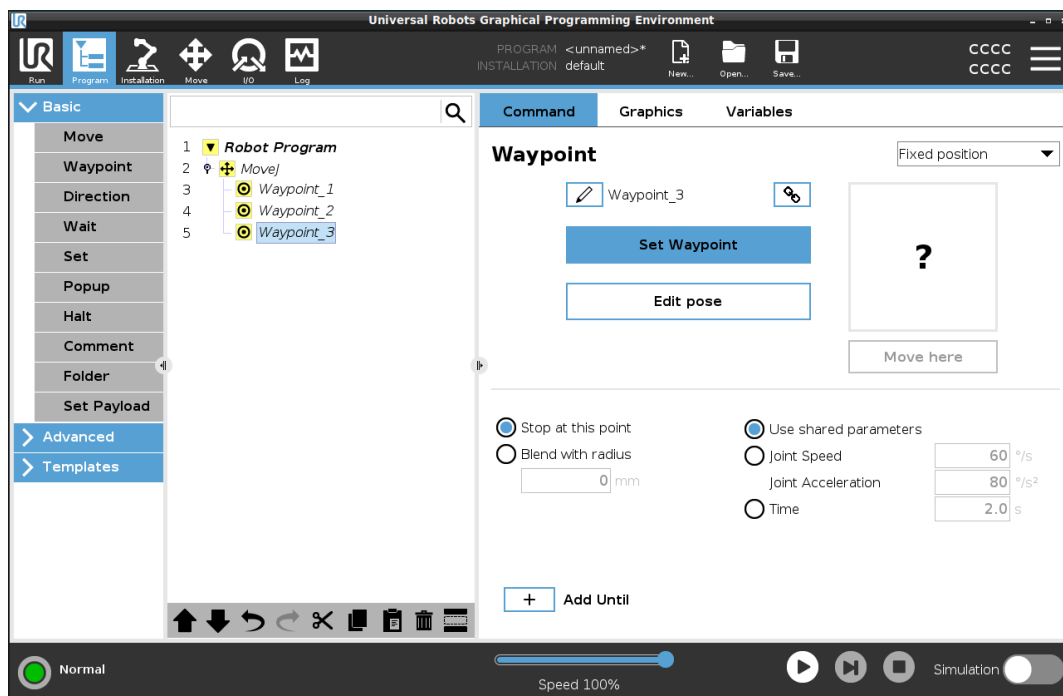 UR
Universal Robots Graphical Programming Environment
UR
Run
Program
Installation
Move
I/O
Log
PROGRAM <unnamed>*
INSTALLATION default
New...
Open...
Save...
CCCC
CCCC
Basic
Move
Waypoint
Direction
Wait
Set
Popup
Halt
Comment
Folder
Set Payload
Advanced
Templates
1 Robot Program
2 MoveJ
3 Waypoint_1
4 Waypoint_2
5 Waypoint_3
Command Graphics Variables
Waypoint
Fixed position
Waypoint_3
Set Waypoint
Edit pose
?
Move here
Stop at this point
Blend with radius
0 mm
Use shared parameters
Joint Speed 60 °/s
Joint Acceleration 80 °/s²
Time 2.0 s
+ Add Until
Normal
Speed 100%
Simulation